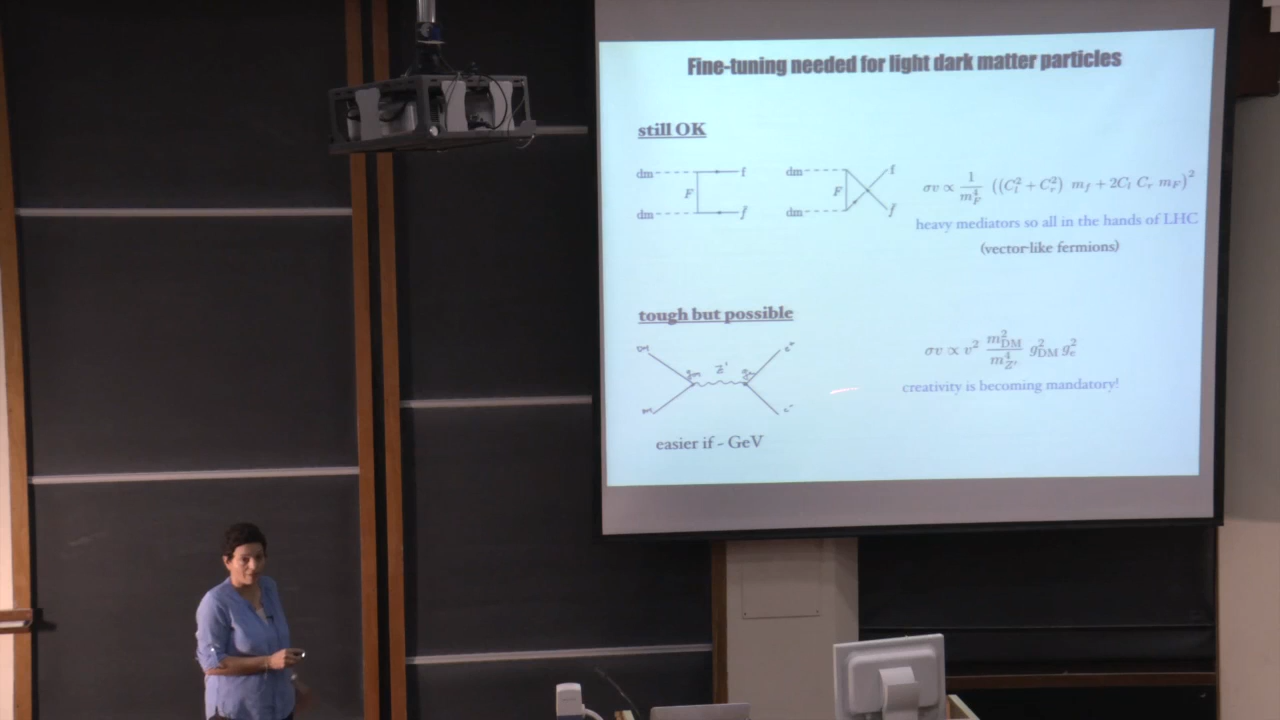 Fine-tuning needed for light dark matter particles
still OK
dm f dm f
F F
dm f̄ dm f̄
σv ∝ 1/m_F^4 ((C_l^2 + C_r^2) m_f + 2C_l C_r m_F)^2
heavy mediators so all in the hands of LHC
(vector-like fermions)
tough but possible
Z'
e+
e-
σv ∝ v^2 m_DM^2/m_Z'^4 g_DM^2 g_e^2
creativity is becoming mandatory!
easier if ~ GeV